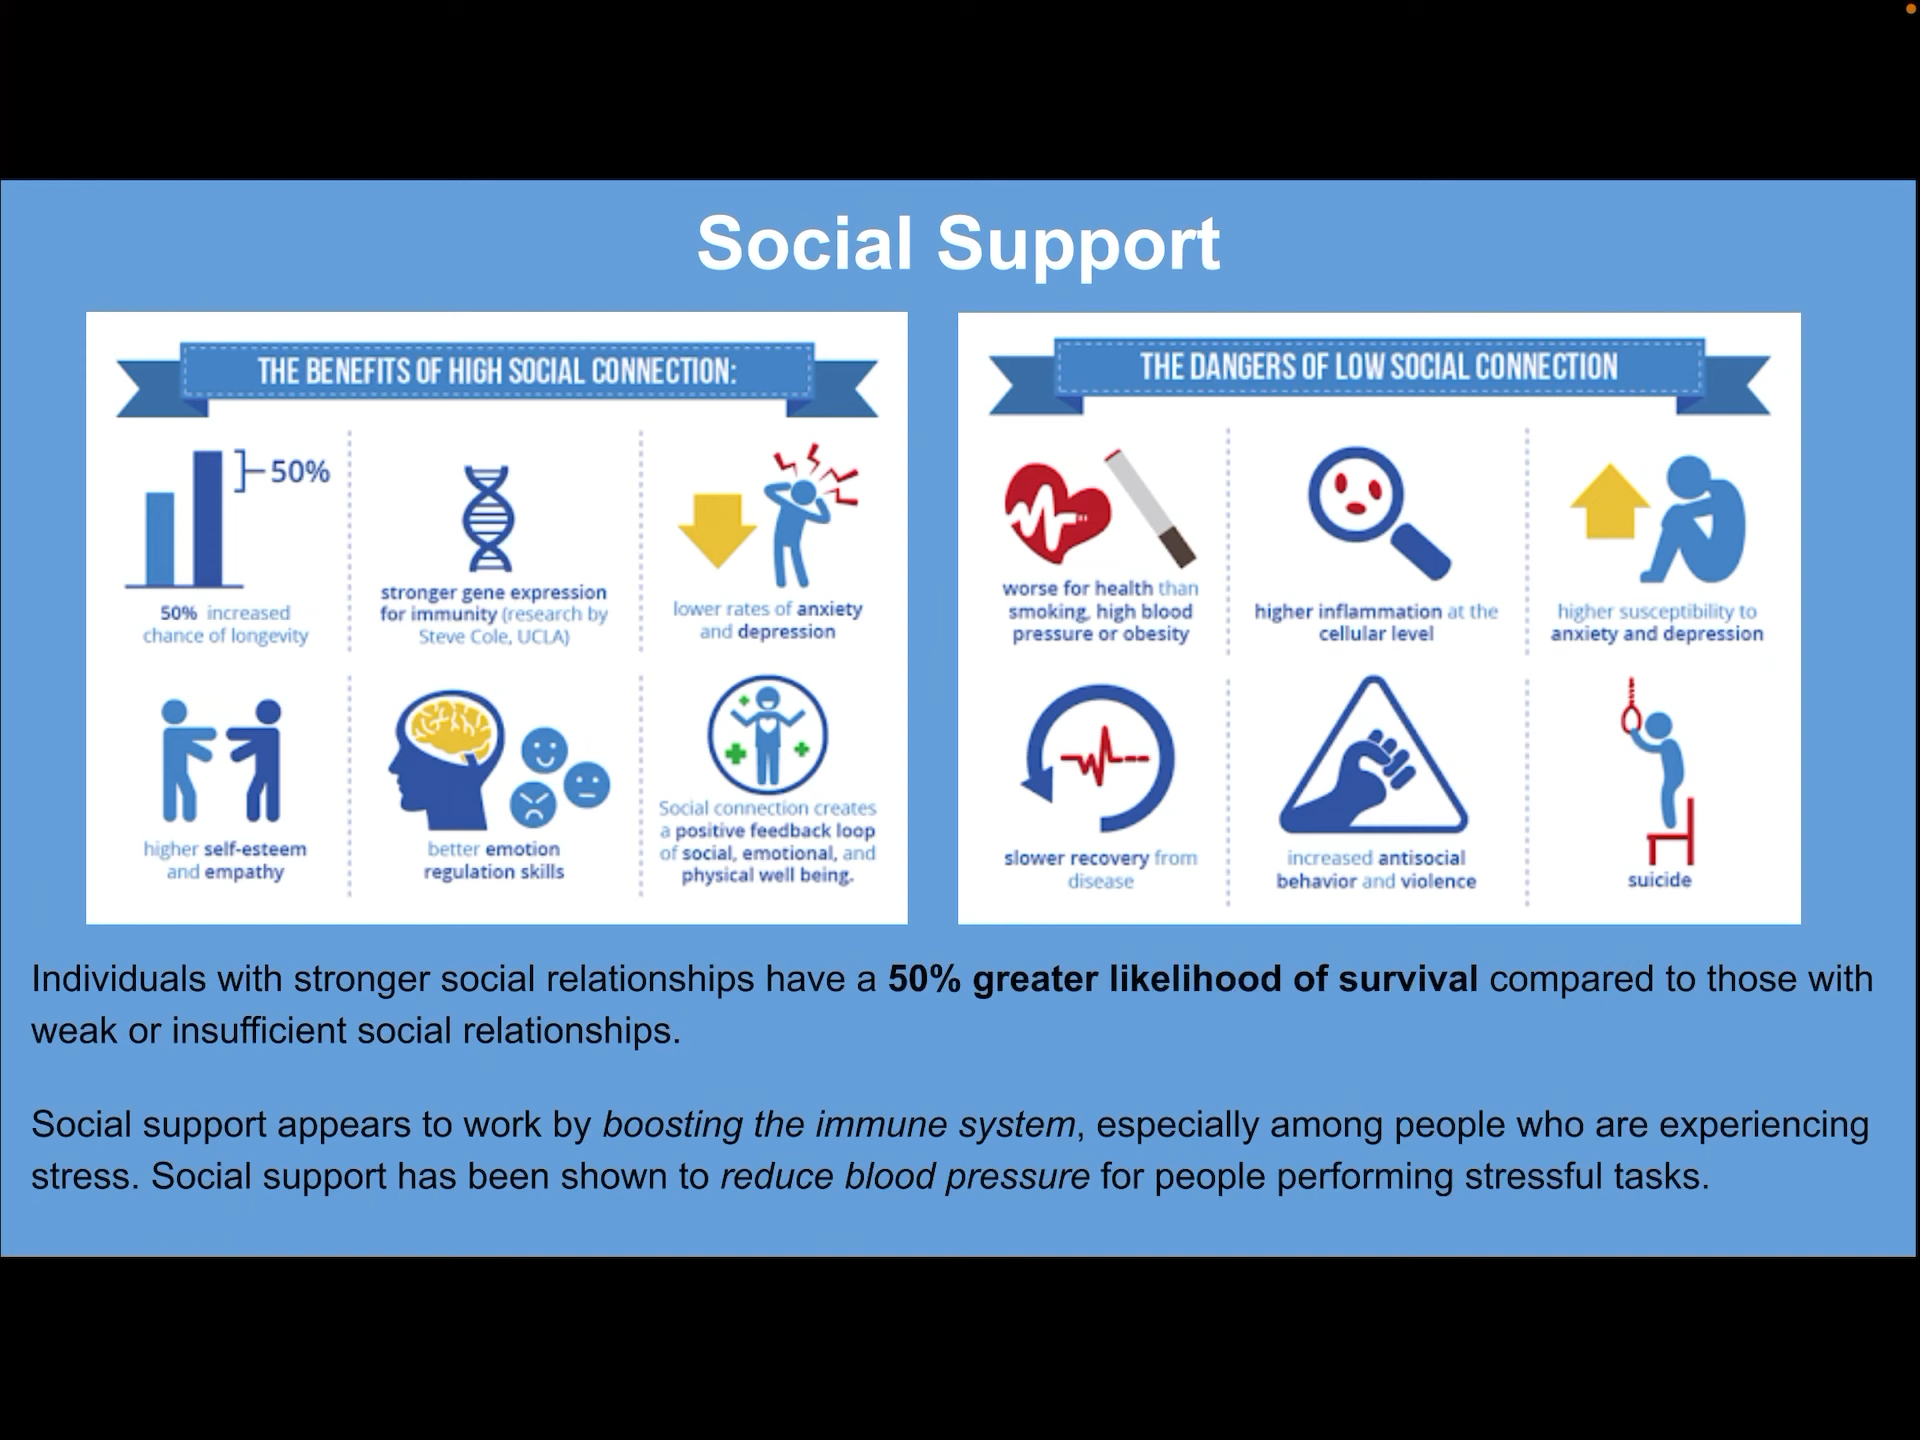 Social Support
THE BENEFITS OF HIGH SOCIAL CONNECTION:
50%
50% increased
chance of longevity
stronger gene expression
for immunity (research by
Steve Cole, UCLA)
lower rates of anxiety
and depression
higher self-esteem
and empathy
better emotion
regulation skills
Social connection creates
a positive feedback loop
of social, emotional, and
physical well being.
THE DANGERS OF LOW SOCIAL CONNECTION
worse for health than
smoking, high blood
pressure or obesity
higher inflammation at the
cellular level
higher susceptibility to
anxiety and depression
slower recovery from
disease
increased antisocial
behavior and violence
suicide
Individuals with stronger social relationships have a 50% greater likelihood of survival compared to those with
weak or insufficient social relationships.
Social support appears to work by boosting the immune system, especially among people who are experiencing
stress. Social support has been shown to reduce blood pressure for people performing stressful tasks.